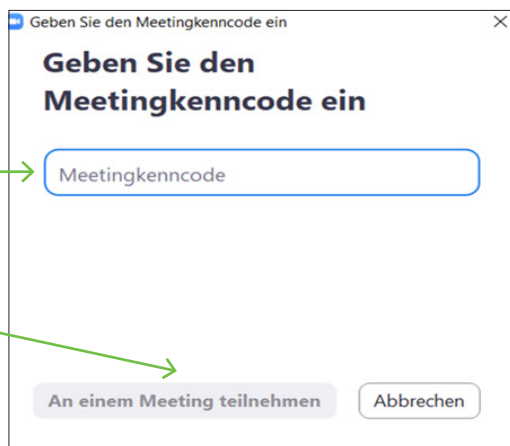 Geben Sie den Meetingkenncode ein
Geben Sie den
Meetingkenncode ein
Meetingkenncode
An einem Meeting teilnehmen
Abbrechen